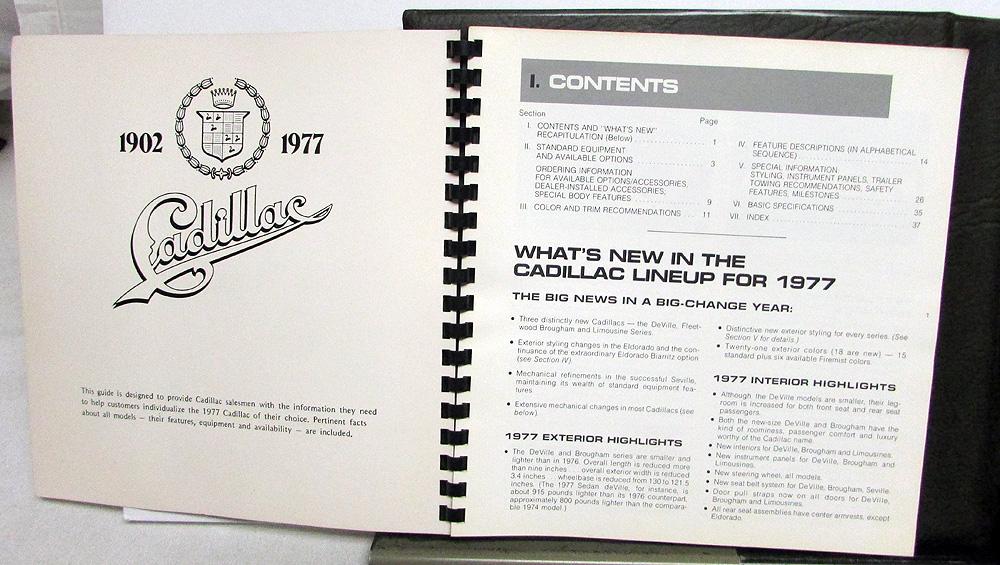 1902
1977
Cadillac
This guide is designed to provide Cadillac salesmen with the information they need
to help customers individualize the 1977 Cadillac of their choice. Pertinent facts
about all models — their features, equipment and availability — are included.
I. CONTENTS
Section
Page
I. CONTENTS AND "WHAT'S NEW"
RECAPITULATION (Below) 1
II. STANDARD EQUIPMENT
AND AVAILABLE OPTIONS 3
ORDERING INFORMATION
FOR AVAILABLE OPTIONS/ACCESSORIES,
DEALER-INSTALLED ACCESSORIES,
SPECIAL BODY FEATURES 9
III. COLOR AND TRIM RECOMMENDATIONS 11
IV. FEATURE DESCRIPTIONS (IN ALPHABETICAL
SEQUENCE) 14
V. SPECIAL INFORMATION
STYLING, INSTRUMENT PANELS, TRAILER
TOWING RECOMMENDATIONS, SAFETY
FEATURES, MILESTONES 26
VI. BASIC SPECIFICATIONS 35
VII. INDEX 37
WHAT'S NEW IN THE
CADILLAC LINEUP FOR 1977
THE BIG NEWS IN A BIG-CHANGE YEAR:
• Three distinctly new Cadillacs — the DeVille, Fleet-
wood Brougham and Limousine Series.
• Exterior styling changes in the Eldorado and the con-
tinuance of the extraordinary Eldorado Biarritz option
(see Section IV).
• Mechanical refinements in the successful Seville,
maintaining its wealth of standard equipment fea-
tures.
• Extensive mechanical changes in most Cadillacs (see
below).
1977 EXTERIOR HIGHLIGHTS
• The DeVille and Brougham series are smaller and
lighter than in 1976. Overall length is reduced more
than nine inches . . . overall exterior width is reduced
3.4 inches . . . wheelbase is reduced from 130 to 121.5
inches. (The 1977 Sedan deVille, for instance, is
about 915 pounds lighter than its 1976 counterpart,
approximately 800 pounds lighter than the compara-
ble 1974 model.)
• Distinctive new exterior styling for every series. (See
Section V for details.)
• Twenty-one exterior colors (18 are new) — 15
standard plus six available Firemist colors.
1
1977 INTERIOR HIGHLIGHTS
• Although the DeVille models are smaller, their leg-
room is increased for both front seat and rear seat
passengers.
• Both the new-size DeVille and Brougham have the
kind of roominess, passenger comfort and luxury
worthy of the Cadillac name.
• New interiors for DeVille, Brougham and Limousines.
• New instrument panels for DeVille, Brougham and
Limousines.
• New steering wheel, all models.
• New seat belt system for DeVille, Brougham, Seville.
• Door pull straps now on all doors for DeVille,
Brougham and Limousines.
• All rear seat assemblies have center armrests, except
Eldorado.